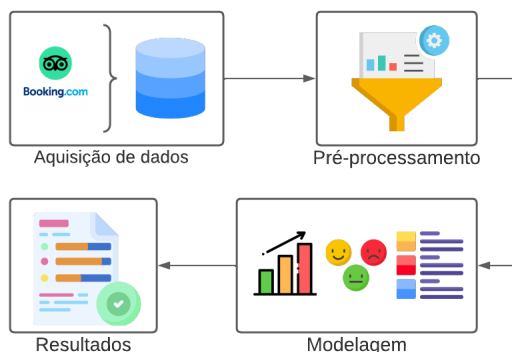 Booking.com
Aquisição de dados
Pré-processamento
Resultados
Modelagem